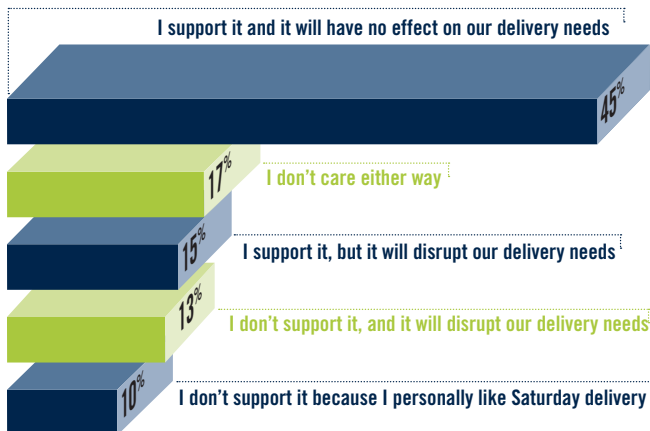 I support it and it will have no effect on our delivery needs
45%
17%
I don't care either way
15%
I support it, but it will disrupt our delivery needs
13%
I don't support it, and it will disrupt our delivery needs
10%
I don't support it because I personally like Saturday delivery